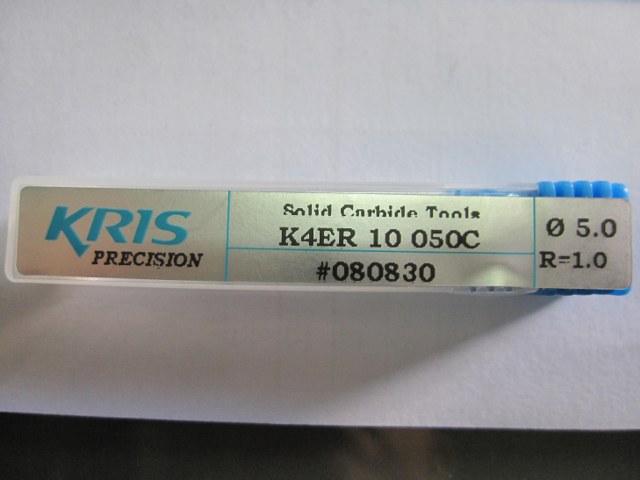 KRIS
PRECISION
Solid Carbide Tools
K4ER 10 050C
#080830
Ø 5.0
R=1.0